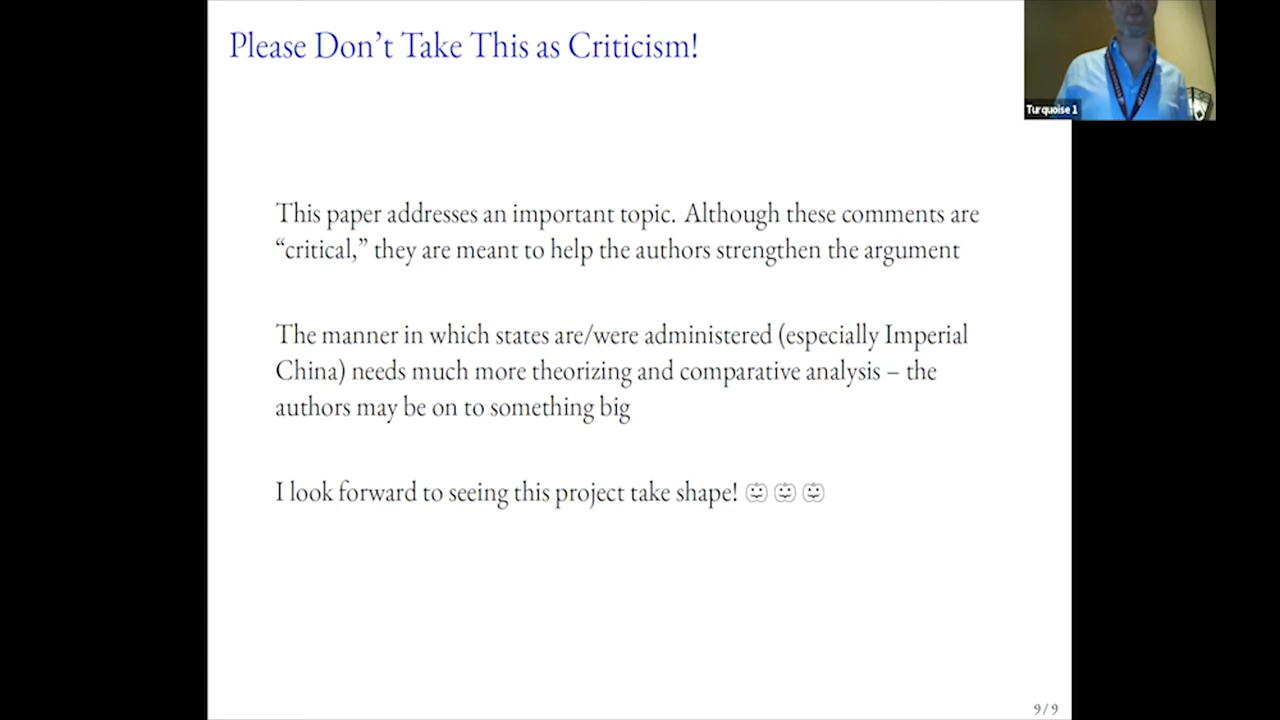 Please Don't Take This as Criticism!
Turquoise 1
This paper addresses an important topic. Although these comments are
“critical,” they are meant to help the authors strengthen the argument
The manner in which states are/were administered (especially Imperial
China) needs much more theorizing and comparative analysis – the
authors may be on to something big
I look forward to seeing this project take shape!
9 / 9